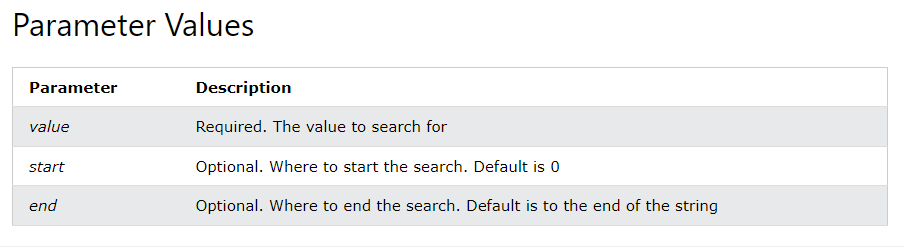 Parameter Values
Parameter Description
value Required. The value to search for
start Optional. Where to start the search. Default is 0
end Optional. Where to end the search. Default is to the end of the string